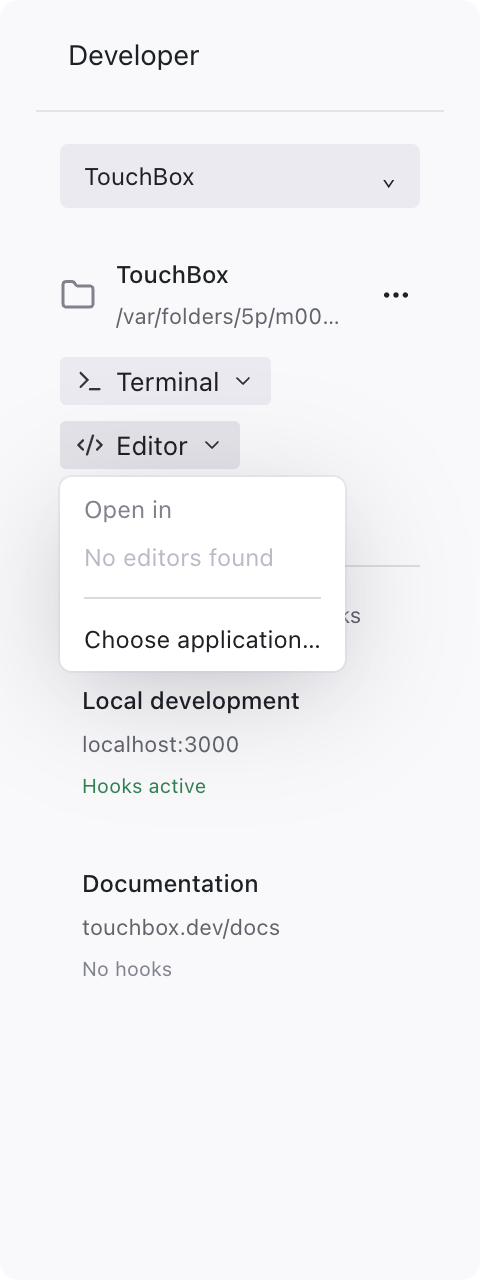 Developer
TouchBox
TouchBox
/var/folders/5p/m00...
Terminal
Editor
Open in
No editors found
Choose application...
Local development
localhost:3000
Hooks active
Documentation
touchbox.dev/docs
No hooks